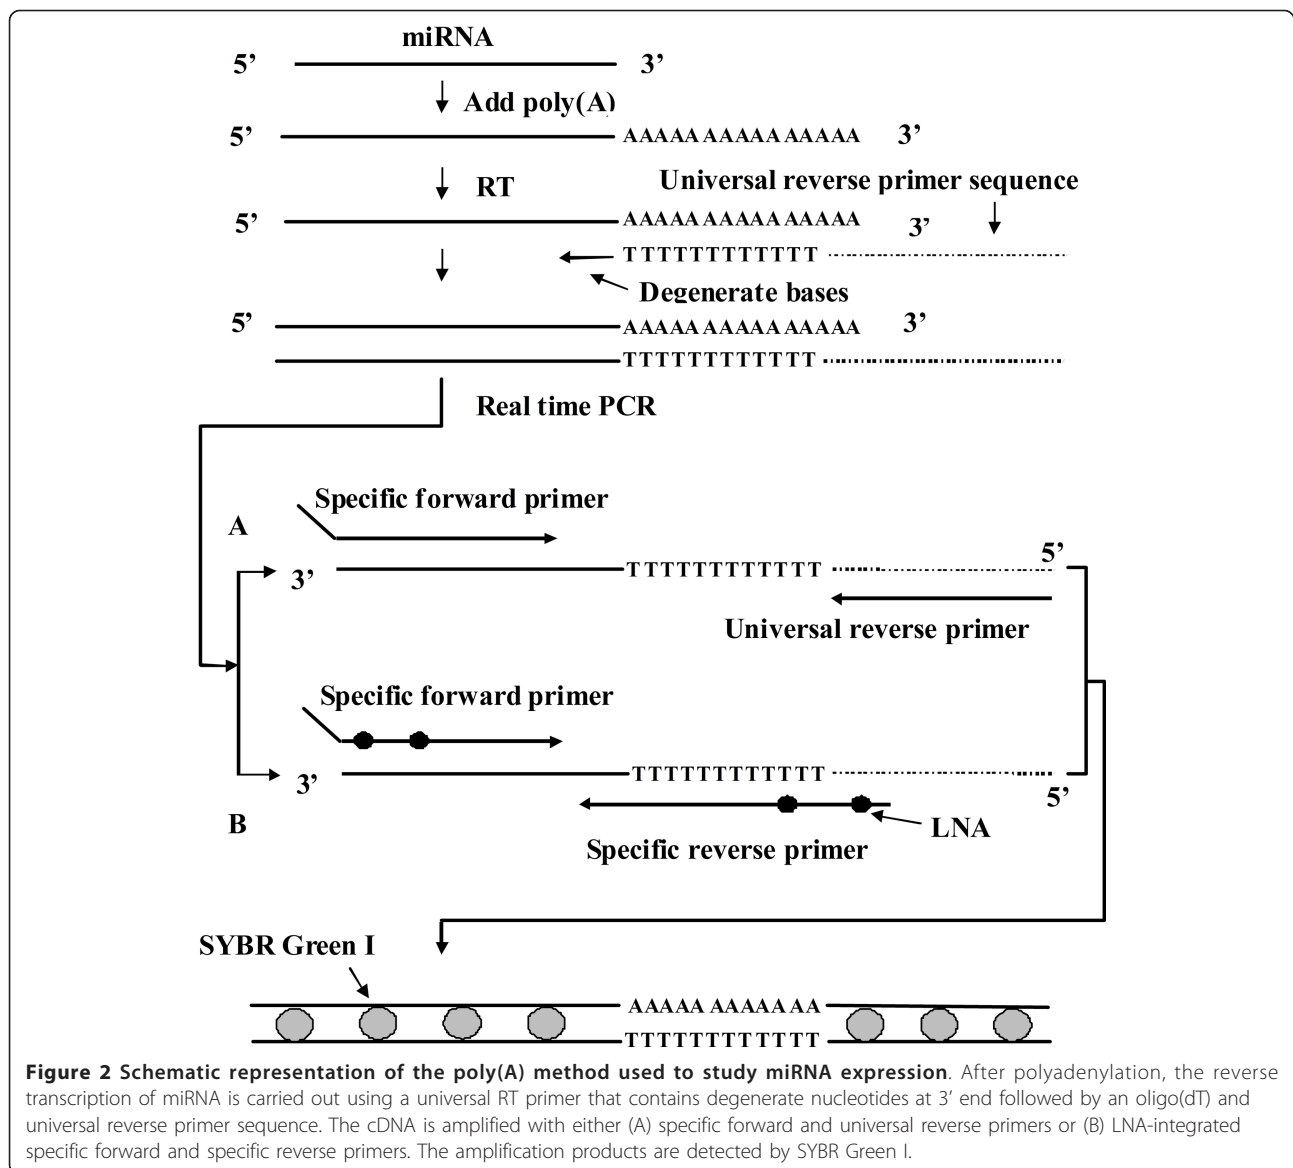 miRNA
5’ 3’
Add poly(A)
5’ AAAAA AAAAA AAAAA 3’
RT
Universal reverse primer sequence
5’ AAAAAAAAAAAAAAA 3’
TTTTTTTTTTTT
Degenerate bases
5’ AAAAAAAAAAAAAAA 3’
TTTTTTTTTTTT
Real time PCR
Specific forward primer
A
5’
3’ TTTTTTTTTTTT
Universal reverse primer
Specific forward primer
3’ TTTTTTTTTTTT
5’
B
LNA
Specific reverse primer
SYBR Green I
AAAAA AAAAA AA
TTTTTTTTTTTT
Figure 2 Schematic representation of the poly(A) method used to study miRNA expression. After polyadenylation, the reverse
transcription of miRNA is carried out using a universal RT primer that contains degenerate nucleotides at 3’ end followed by an oligo(dT) and
universal reverse primer sequence. The cDNA is amplified with either (A) specific forward and universal reverse primers or (B) LNA-integrated
specific forward and specific reverse primers. The amplification products are detected by SYBR Green I.